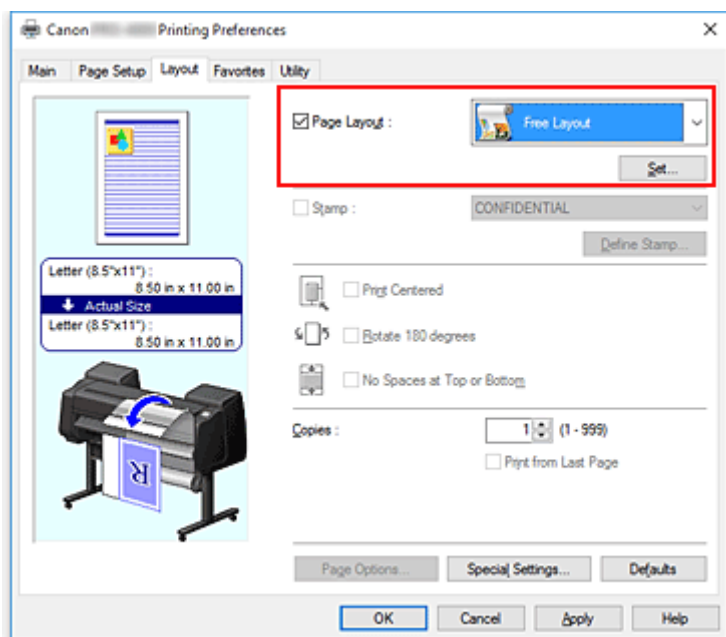 Canon Printing Preferences
Main Page Setup Layout Favorites Utility
Page Layout : Free Layout
Set...
Stamp : CONFIDENTIAL
Define Stamp...
Letter (8.5"x11") :
8.50 in x 11.00 in
Actual Size
Letter (8.5"x11") :
8.50 in x 11.00 in
R
Print Centered
Rotate 180 degrees
No Spaces at Top or Bottom
Copies : 1 (1 - 999)
Print from Last Page
Page Options... Special Settings... Defaults
OK Cancel Apply Help